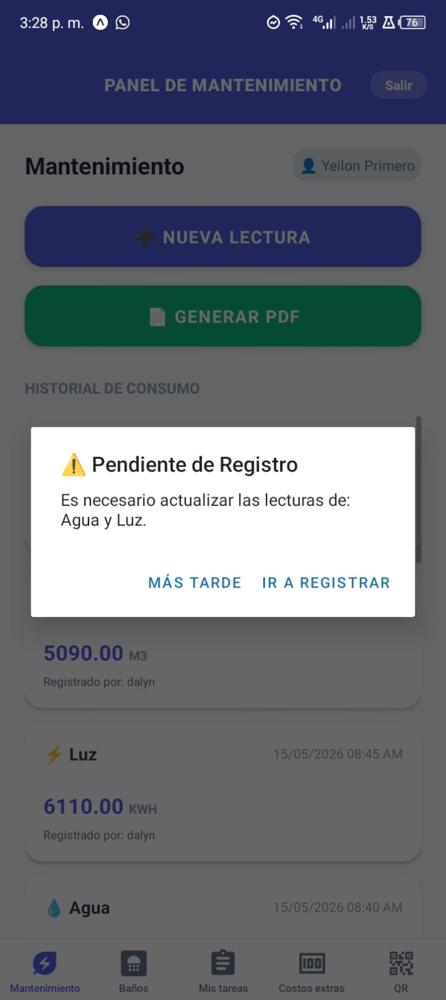 3:28 p. m.
4G 1.53 K/S 76
PANEL DE MANTENIMIENTO
Salir
Mantenimiento
Yeilon Primero
NUEVA LECTURA
GENERAR PDF
HISTORIAL DE CONSUMO
Pendiente de Registro
Es necesario actualizar las lecturas de:
Agua y Luz.
MÁS TARDE IR A REGISTRAR
5090.00 M3
Registrado por: dalyn
Luz 15/05/2026 08:45 AM
6110.00 KWH
Registrado por: dalyn
Agua 15/05/2026 08:40 AM
Mantenimiento Baños Mis tareas Costos extras QR